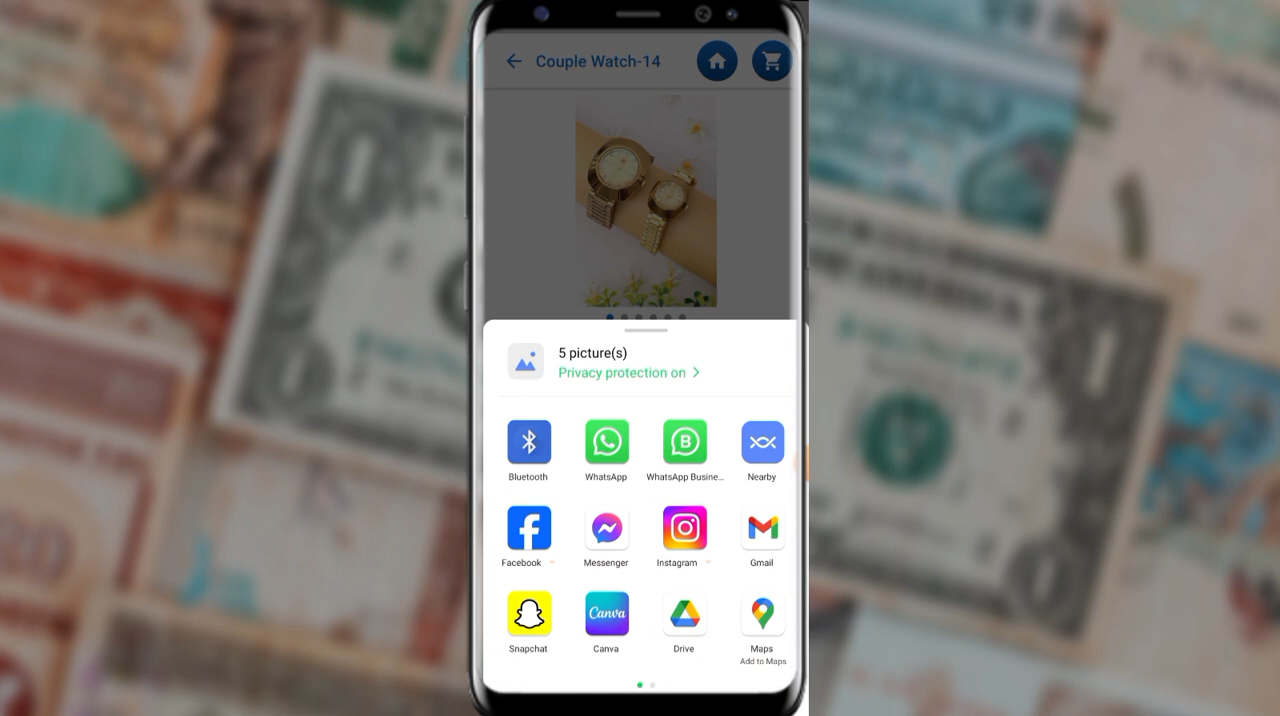 Couple Watch-14
5 picture(s)
Privacy protection on
Bluetooth
WhatsApp
B
WhatsApp Busine...
Nearby
Facebook
Messenger
Instagram
Gmail
Canva
Snapchat
Canva
Drive
Maps
Add to Maps